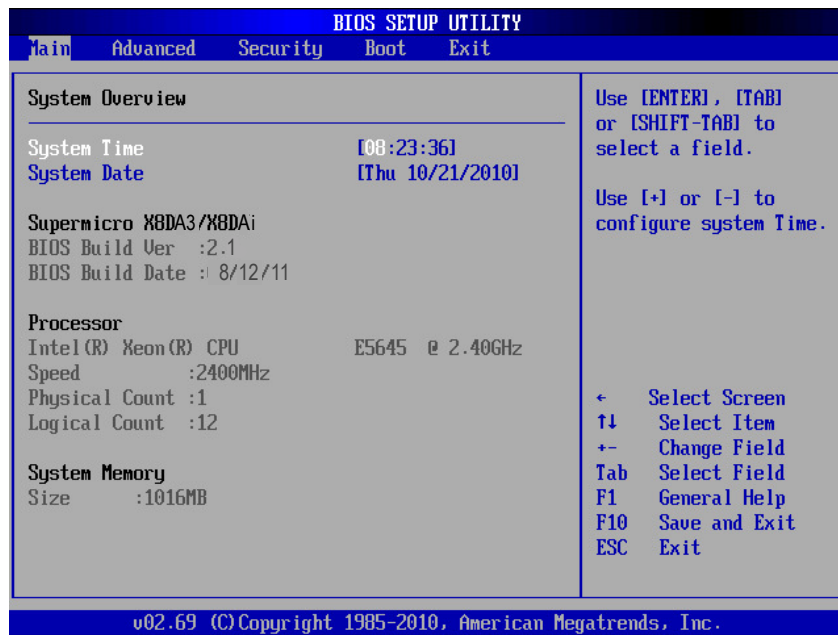 BIOS SETUP UTILITY
Main Advanced Security Boot Exit
System Overview
System Time [08:23:36]
System Date [Thu 10/21/2010]
Supermicro X8DA3/X8DAi
BIOS Build Ver :2.1
BIOS Build Date : 8/12/11
Processor
Intel(R) Xeon(R) CPU E5645 @ 2.40GHz
Speed :2400MHz
Physical Count :1
Logical Count :12
System Memory
Size :1016MB
Use [ENTER], [TAB]
or [SHIFT-TAB] to
select a field.
Use [+] or [-] to
configure system Time.
← Select Screen
↑↓ Select Item
+- Change Field
Tab Select Field
F1 General Help
F10 Save and Exit
ESC Exit
v02.69 (C)Copyright 1985-2010, American Megatrends, Inc.